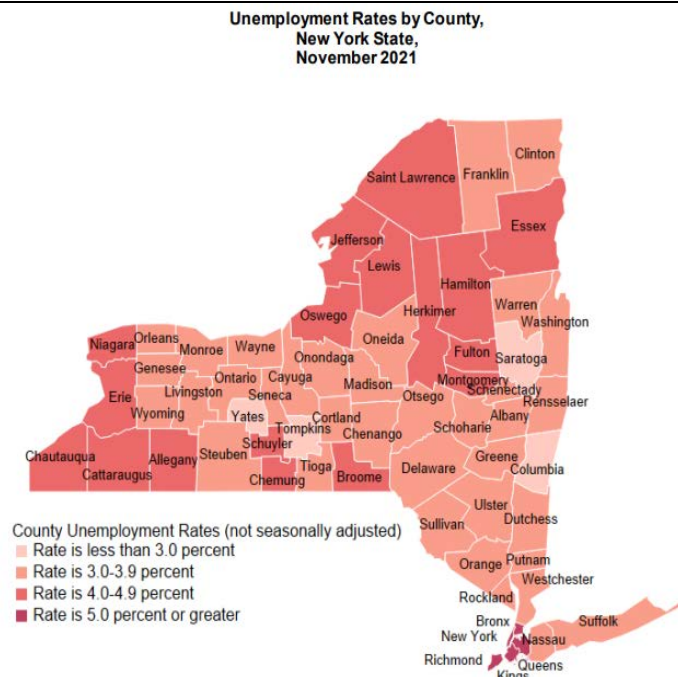 Unemployment Rates by County,
New York State,
November 2021
Clinton
Franklin
Saint Lawrence
Essex
Jefferson
Lewis
Hamilton
Herkimer
Warren
Washington
Oswego
Oneida
Fulton
Saratoga
Niagara
Orleans
Monroe
Wayne
Onondaga
Genesee
Madison
Montgomery
Schenectady
Ontario
Cayuga
Seneca
Erie
Livingston
Wyoming
Otsego
Rensselaer
Albany
Yates
Cortland
Tompkins
Chenango
Schoharie
Schuyler
Chautauqua
Cattaraugus
Allegany
Steuben
Tioga
Chemung
Broome
Delaware
Greene
Columbia
Ulster
Sullivan
Dutchess
Orange
Putnam
Westchester
Rockland
Bronx
New York
Nassau
Suffolk
Richmond
Queens
Kings
County Unemployment Rates (not seasonally adjusted)
Rate is less than 3.0 percent
Rate is 3.0-3.9 percent
Rate is 4.0-4.9 percent
Rate is 5.0 percent or greater